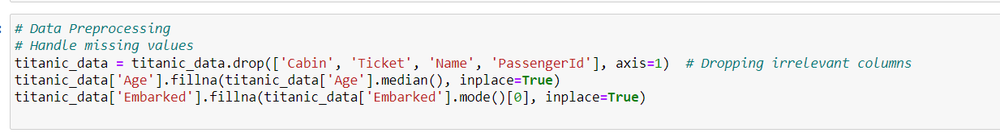 # Data Preprocessing
# Handle missing values
titanic_data = titanic_data.drop(['Cabin', 'Ticket', 'Name', 'PassengerId'], axis=1)  # Dropping irrelevant columns
titanic_data['Age'].fillna(titanic_data['Age'].median(), inplace=True)
titanic_data['Embarked'].fillna(titanic_data['Embarked'].mode()[0], inplace=True)